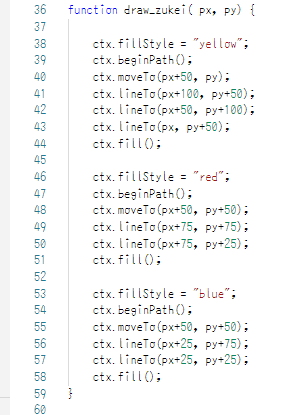 36 function draw_zukei( px, py) {
37
38 ctx.fillStyle = "yellow";
39 ctx.beginPath();
40 ctx.moveTo(px+50, py);
41 ctx.lineTo(px+100, py+50);
42 ctx.lineTo(px+50, py+100);
43 ctx.lineTo(px, py+50);
44 ctx.fill();
45
46 ctx.fillStyle = "red";
47 ctx.beginPath();
48 ctx.moveTo(px+50, py+50);
49 ctx.lineTo(px+75, py+75);
50 ctx.lineTo(px+75, py+25);
51 ctx.fill();
52
53 ctx.fillStyle = "blue";
54 ctx.beginPath();
55 ctx.moveTo(px+50, py+50);
56 ctx.lineTo(px+25, py+75);
57 ctx.lineTo(px+25, py+25);
58 ctx.fill();
59 }
60